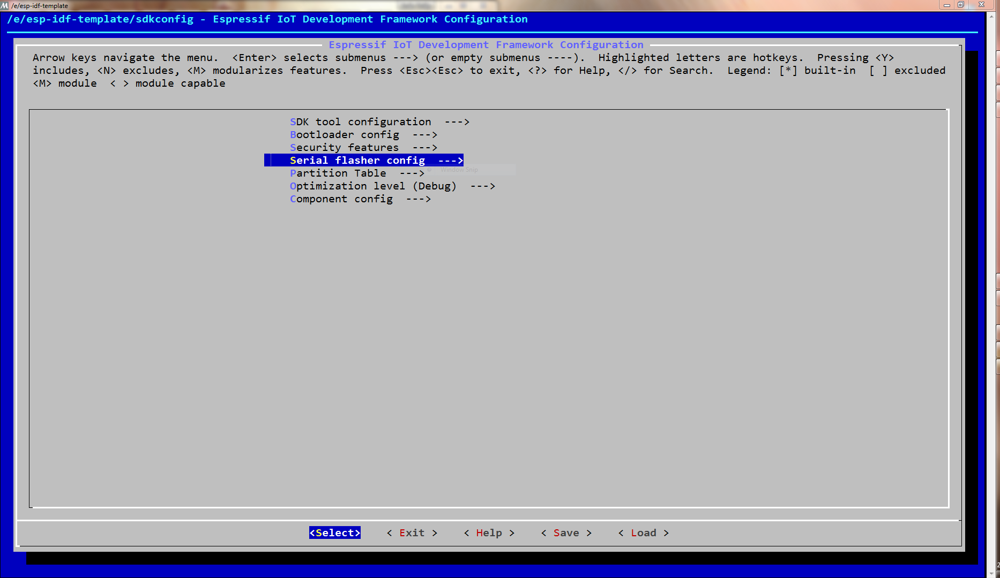 /e/esp-idf-template
/e/esp-idf-template/sdkconfig - Espressif IoT Development Framework Configuration
Espressif IoT Development Framework Configuration
Arrow keys navigate the menu.  <Enter> selects submenus ---> (or empty submenus ----).  Highlighted letters are hotkeys.  Pressing <Y>
includes, <N> excludes, <M> modularizes features.  Press <Esc><Esc> to exit, <?> for Help, </> for Search.  Legend: [*] built-in  [ ] excluded
<M> module  < > module capable
SDK tool configuration  --->
Bootloader config  --->
Security features  --->
Serial flasher config  --->
Window Snip
Partition Table  --->
Optimization level (Debug)  --->
Component config  --->
<Select>    < Exit >    < Help >    < Save >    < Load >